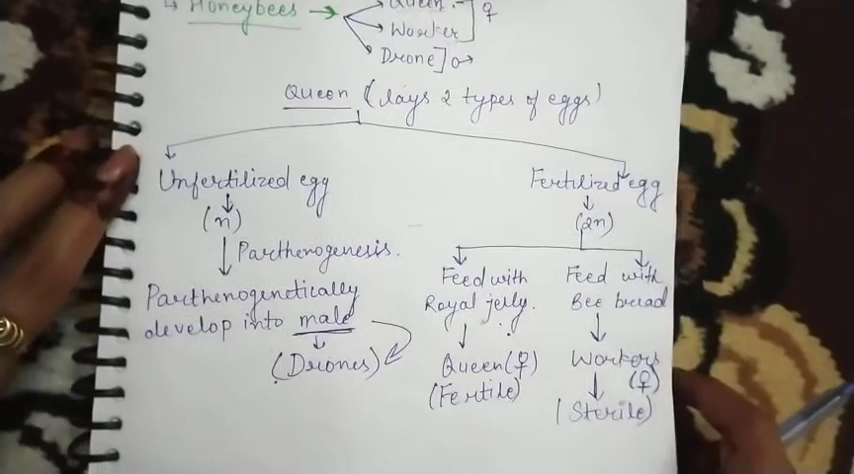 ↳ Honeybees → Queen ♀
Worker
Drone] ♂
Queen (lays 2 types of eggs)
Unfertilized egg
(n)
Parthenogenesis.
Parthenogenetically
develop into male
(Drones)
Fertilized egg
(2n)
Feed with
Royal jelly.
Queen (♀)
(Fertile)
Feed with
Bee bread
Workers
(♀)
(Sterile)